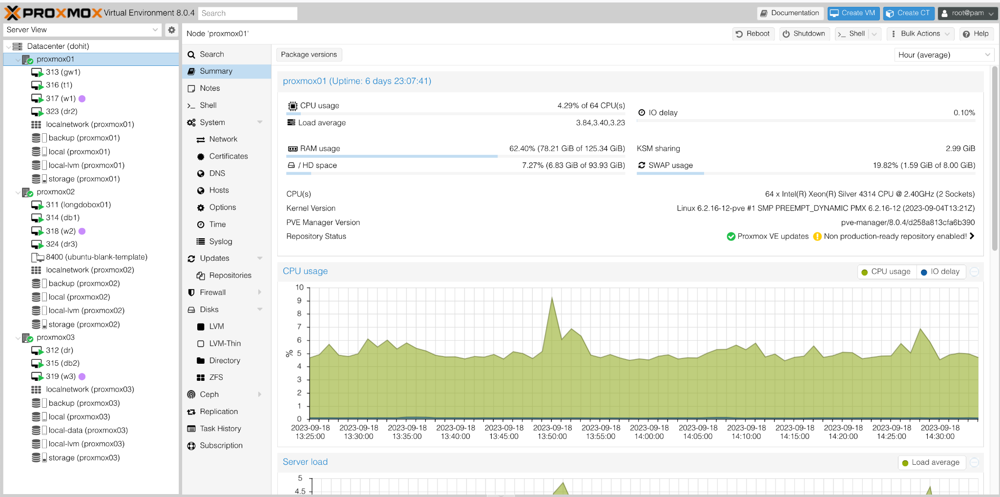 PROXMOX Virtual Environment 8.0.4 Search Documentation Create VM Create CT root@pam
Server View
Datacenter (dohit)
proxmox01
313 (gw1)
316 (t1)
317 (w1)
323 (dr2)
localnetwork (proxmox01)
backup (proxmox01)
local (proxmox01)
local-lvm (proxmox01)
storage (proxmox01)
proxmox02
311 (longdobox01)
314 (db1)
318 (w2)
324 (dr3)
8400 (ubuntu-blank-template)
localnetwork (proxmox02)
backup (proxmox02)
local (proxmox02)
local-lvm (proxmox02)
storage (proxmox02)
proxmox03
312 (dr)
315 (db2)
319 (w3)
localnetwork (proxmox03)
backup (proxmox03)
local (proxmox03)
local-data (proxmox03)
local-lvm (proxmox03)
storage (proxmox03)
Node 'proxmox01' Reboot Shutdown Shell Bulk Actions Help
Search
Summary
Notes
Shell
System
Network
Certificates
DNS
Hosts
Options
Time
Syslog
Updates
Repositories
Firewall
Disks
LVM
LVM-Thin
Directory
ZFS
Ceph
Replication
Task History
Subscription
Package versions Hour (average)
proxmox01 (Uptime: 6 days 23:07:41)
CPU usage 4.29% of 64 CPU(s)
IO delay 0.10%
Load average 3.84,3.40,3.23
RAM usage 62.40% (78.21 GiB of 125.34 GiB)
KSM sharing 2.99 GiB
/ HD space 7.27% (6.83 GiB of 93.93 GiB)
SWAP usage 19.82% (1.59 GiB of 8.00 GiB)
CPU(s) 64 x Intel(R) Xeon(R) Silver 4314 CPU @ 2.40GHz (2 Sockets)
Kernel Version Linux 6.2.16-12-pve #1 SMP PREEMPT_DYNAMIC PMX 6.2.16-12 (2023-09-04T13:21Z)
PVE Manager Version pve-manager/8.0.4/d258a813cfa6b390
Repository Status Proxmox VE updates Non production-ready repository enabled!
CPU usage CPU usage IO delay
10
9
8
7
6
5
4
3
2
1
0
%
2023-09-18 2023-09-18 2023-09-18 2023-09-18 2023-09-18 2023-09-18 2023-09-18 2023-09-18 2023-09-18 2023-09-18 2023-09-18 2023-09-18 2023-09-18 2023-09-18
13:25:00 13:30:00 13:35:00 13:40:00 13:45:00 13:50:00 13:55:00 14:00:00 14:05:00 14:10:00 14:15:00 14:20:00 14:25:00 14:30:00
Server load Load average
5
4.5